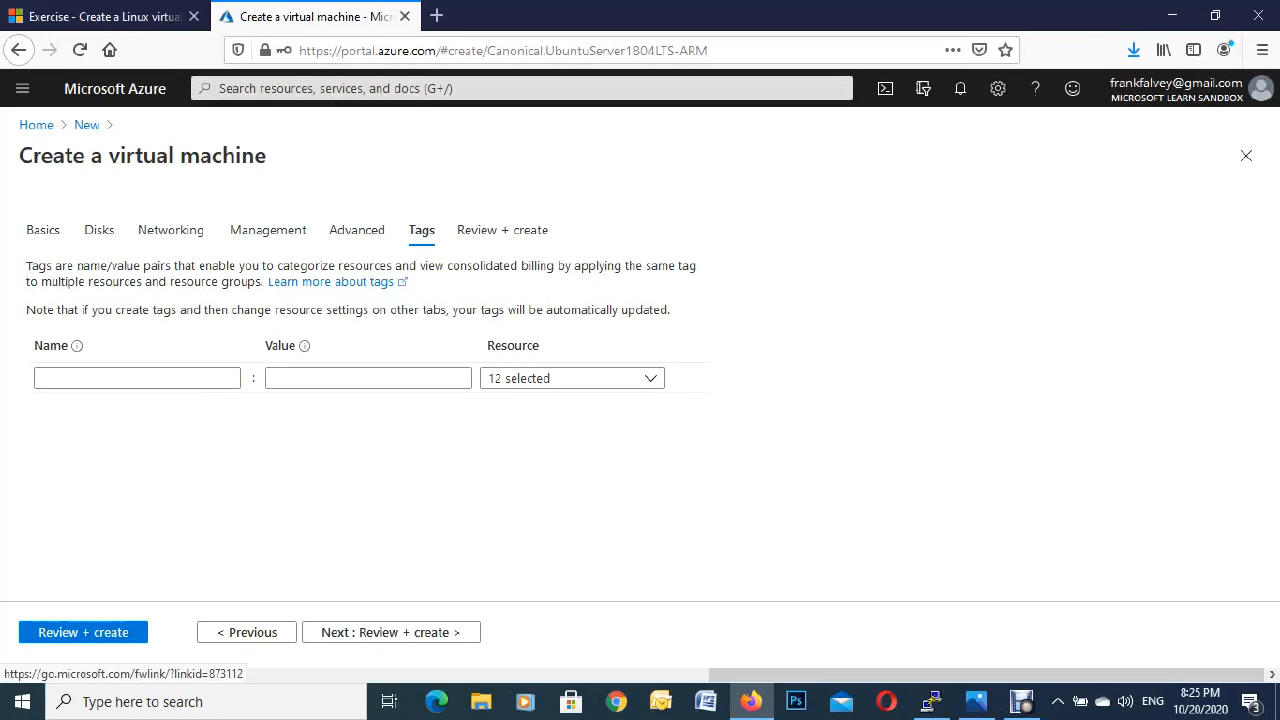 Exercise - Create a Linux virtua
Create a virtual machine - Micr
https://portal.azure.com/#create/Canonical.UbuntuServer1804LTS-ARM
Microsoft Azure
Search resources, services, and docs (G+/)
frankfalvey@gmail.com
MICROSOFT LEARN SANDBOX
Home > New >
Create a virtual machine
Basics Disks Networking Management Advanced Tags Review + create
Tags are name/value pairs that enable you to categorize resources and view consolidated billing by applying the same tag
to multiple resources and resource groups. Learn more about tags
Note that if you create tags and then change resource settings on other tabs, your tags will be automatically updated.
Name Value Resource
: 12 selected
Review + create < Previous Next : Review + create >
https://go.microsoft.com/fwlink/?linkid=873112
Type here to search
ENG
8:25 PM
10/20/2020
3